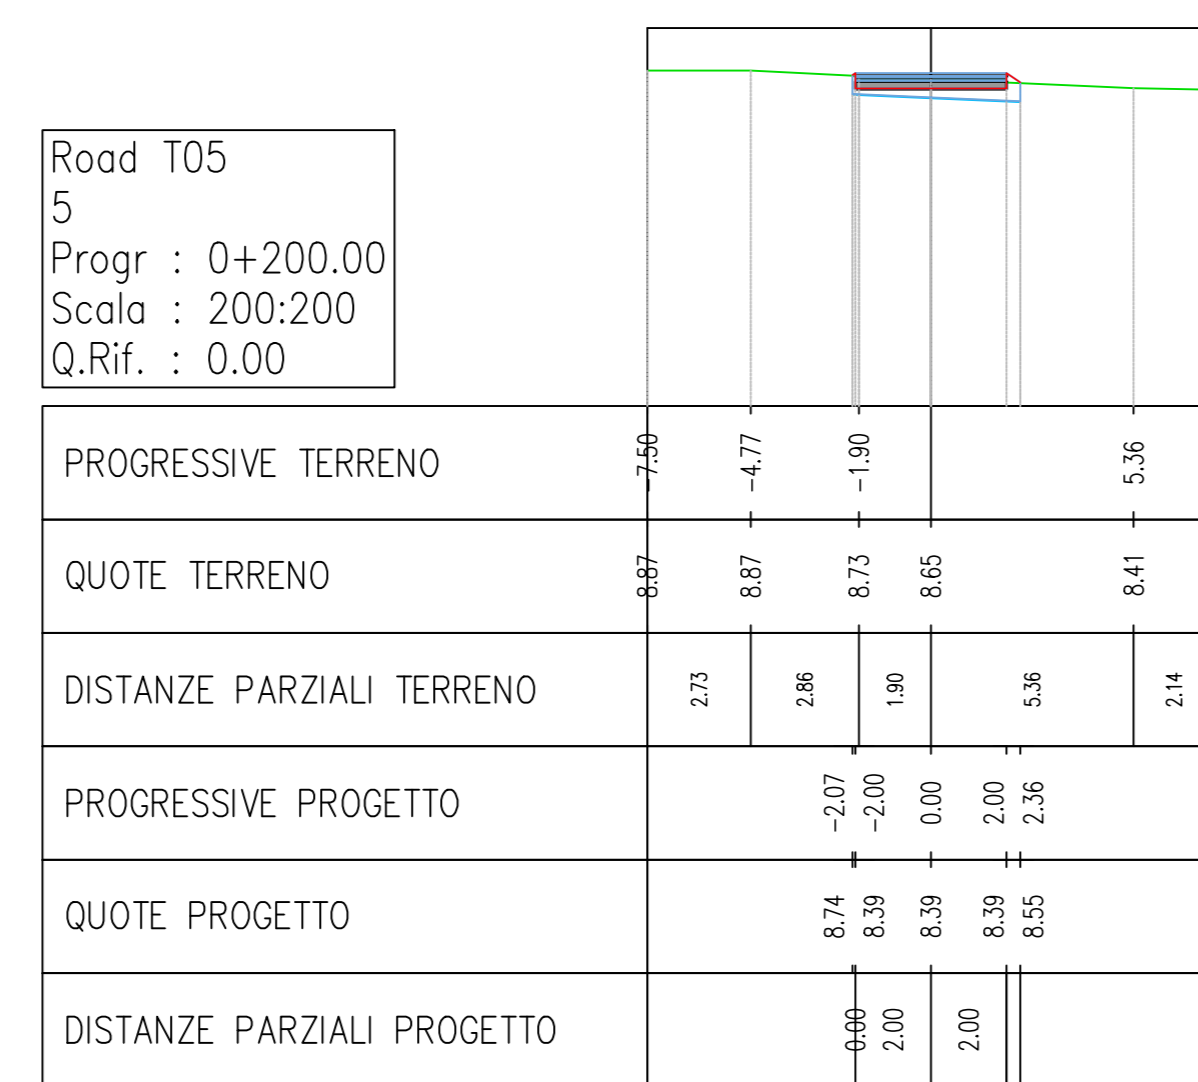 Road T05
5
Progr : 0+200.00
Scala : 200:200
Q.Rif. : 0.00
PROGRESSIVE TERRENO -7.50 -4.77 -1.90 5.36
QUOTE TERRENO 8.87 8.87 8.73 8.65 8.41
DISTANZE PARZIALI TERRENO 2.73 2.86 1.90 5.36 2.14
PROGRESSIVE PROGETTO -2.07 -2.00 0.00 2.00 2.36
QUOTE PROGETTO 8.74 8.39 8.39 8.39 8.55
DISTANZE PARZIALI PROGETTO 0.00 2.00 2.00